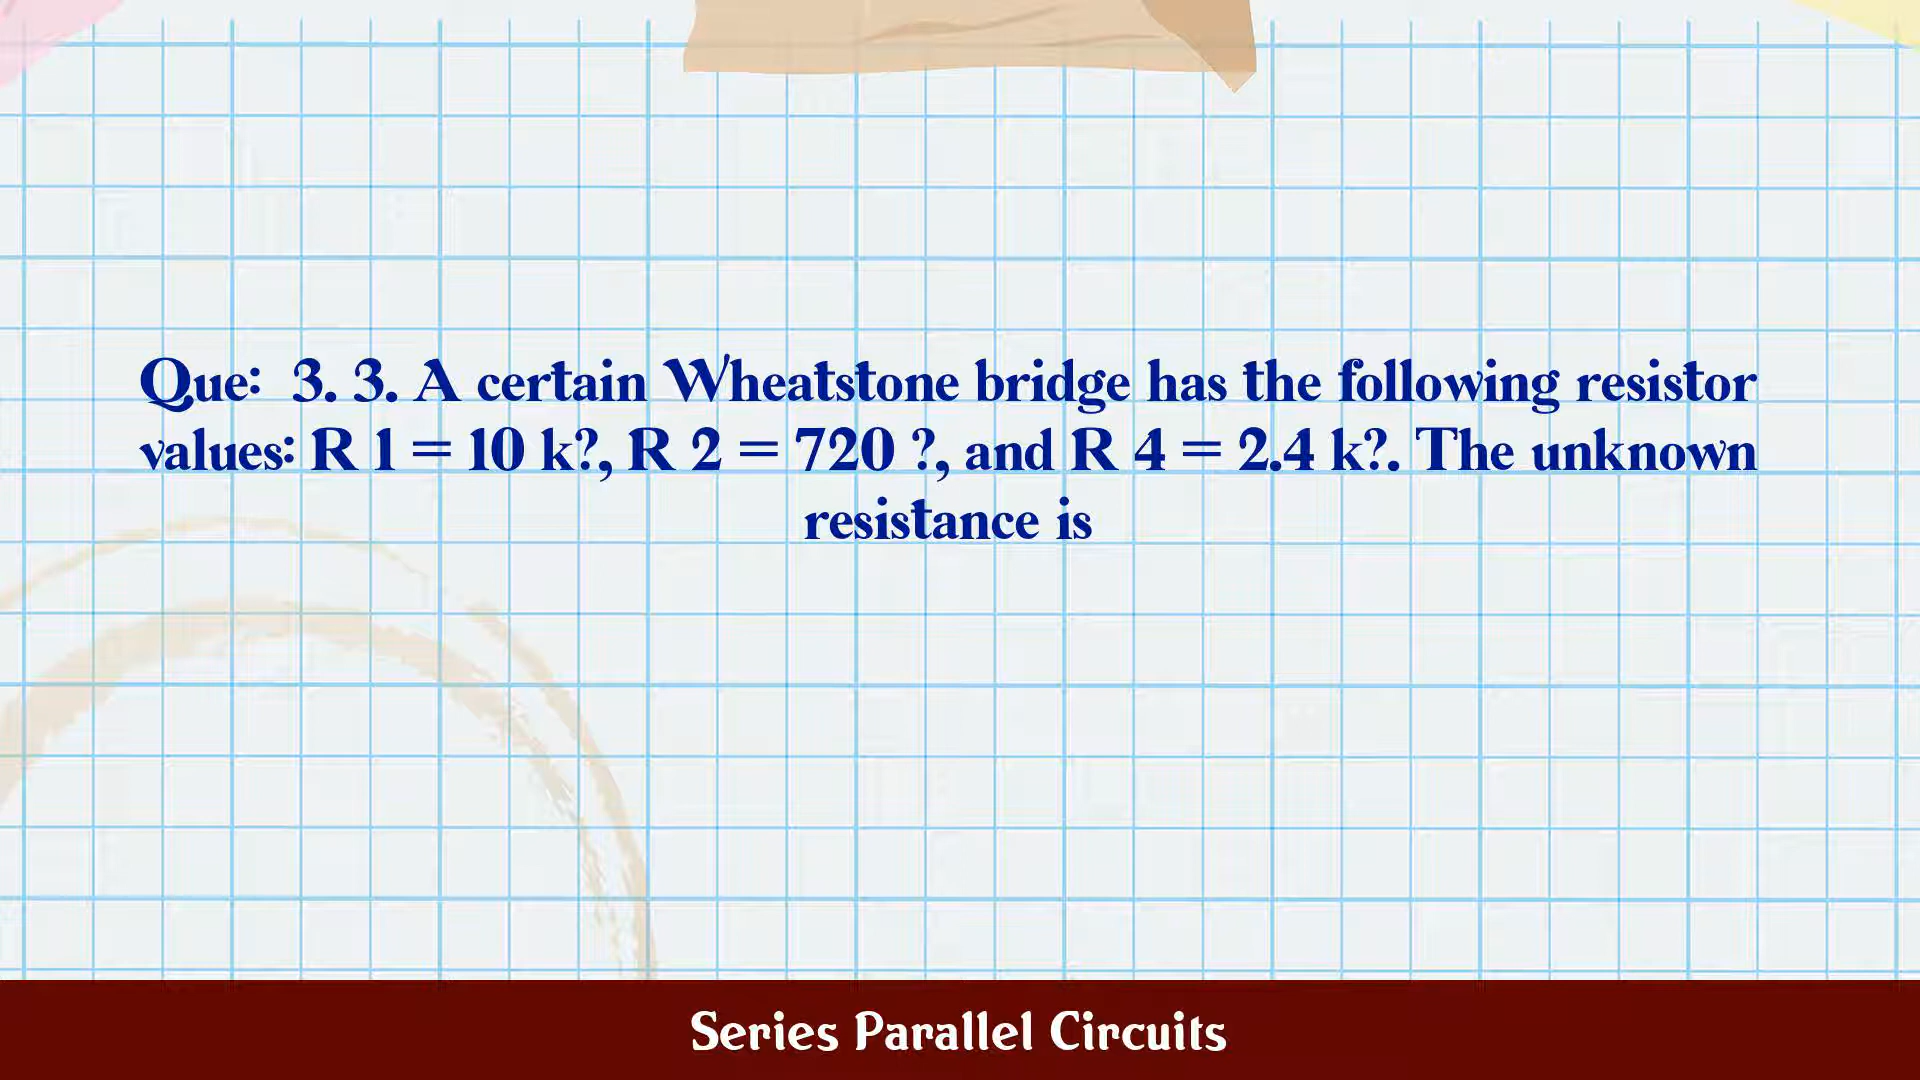 Que: 3. 3. A certain Wheatstone bridge has the following resistor
values: R 1 = 10 k?, R 2 = 720 ?, and R 4 = 2.4 k?. The unknown
resistance is
Series Parallel Circuits